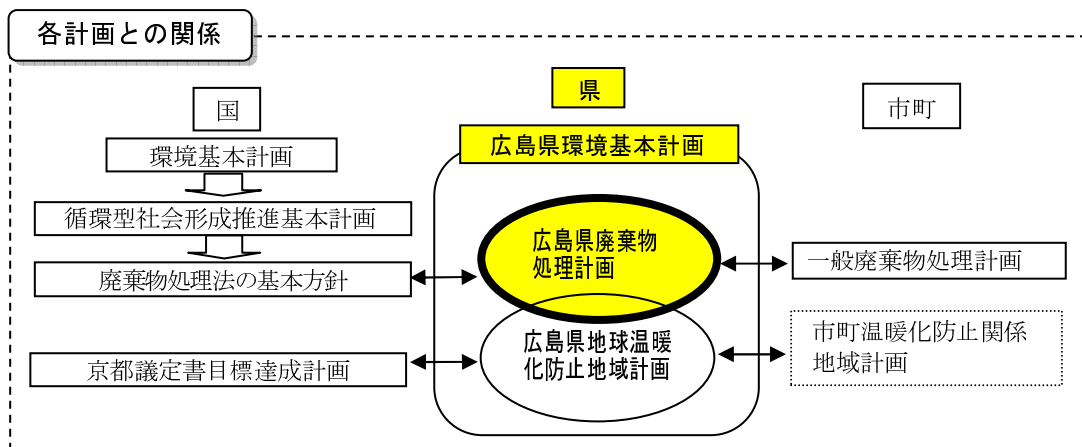 各計画との関係
国
県
市町
環境基本計画
広島県環境基本計画
循環型社会形成推進基本計画
広島県廃棄物
処理計画
廃棄物処理法の基本方針
一般廃棄物処理計画
広島県地球温暖
化防止地域計画
京都議定書目標達成計画
市町温暖化防止関係
地域計画